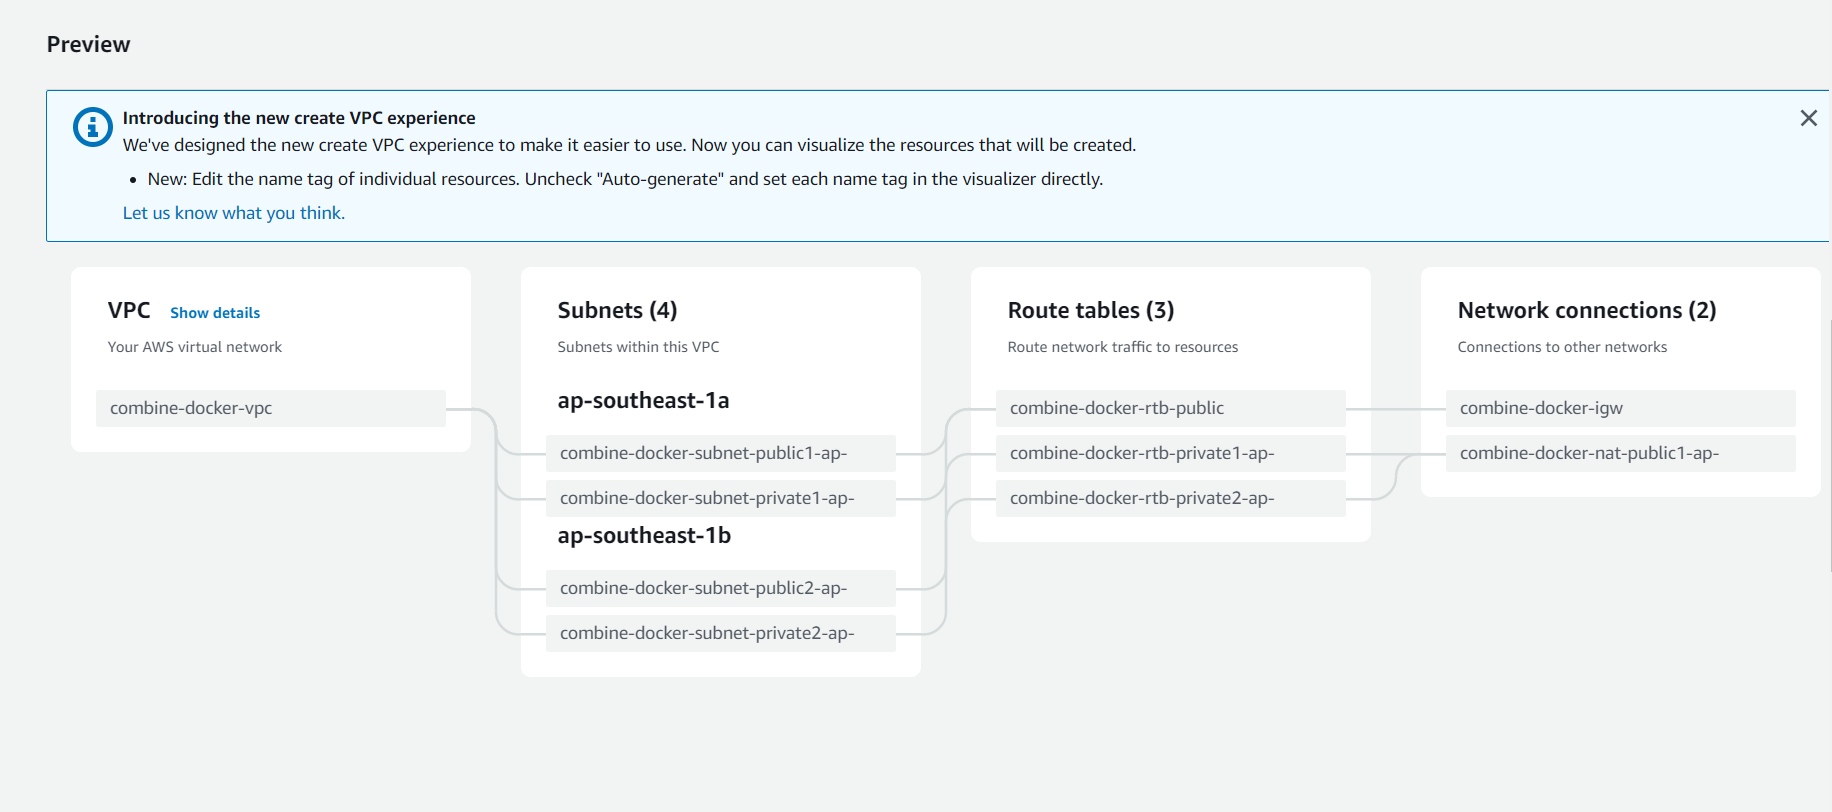 Preview
Introducing the new create VPC experience
We've designed the new create VPC experience to make it easier to use. Now you can visualize the resources that will be created.
• New: Edit the name tag of individual resources. Uncheck "Auto-generate" and set each name tag in the visualizer directly.
Let us know what you think.
VPC Show details
Your AWS virtual network
combine-docker-vpc
Subnets (4)
Subnets within this VPC
ap-southeast-1a
combine-docker-subnet-public1-ap-
combine-docker-subnet-private1-ap-
ap-southeast-1b
combine-docker-subnet-public2-ap-
combine-docker-subnet-private2-ap-
Route tables (3)
Route network traffic to resources
combine-docker-rtb-public
combine-docker-rtb-private1-ap-
combine-docker-rtb-private2-ap-
Network connections (2)
Connections to other networks
combine-docker-igw
combine-docker-nat-public1-ap-